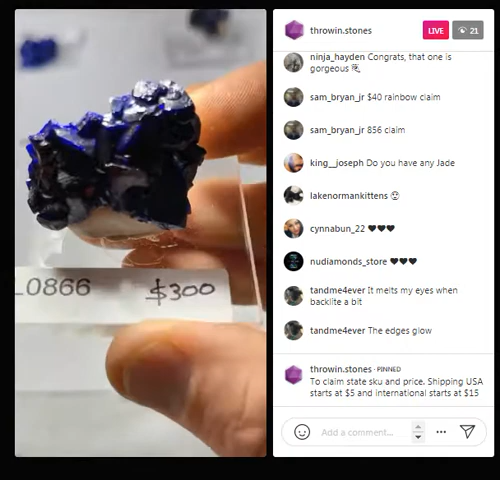 _0866 $300
throwin.stones LIVE 21
ninja_hayden Congrats, that one is
gorgeous
sam_bryan_jr $40 rainbow claim
sam_bryan_jr 856 claim
king__joseph Do you have any Jade
lakenormankittens
cynnabun_22 ♥♥♥
nudiamonds_store ♥♥♥
tandme4ever It melts my eyes when
backlite a bit
tandme4ever The edges glow
throwin.stones · PINNED
To claim state sku and price. Shipping USA
starts at $5 and international starts at $15
Add a comment...